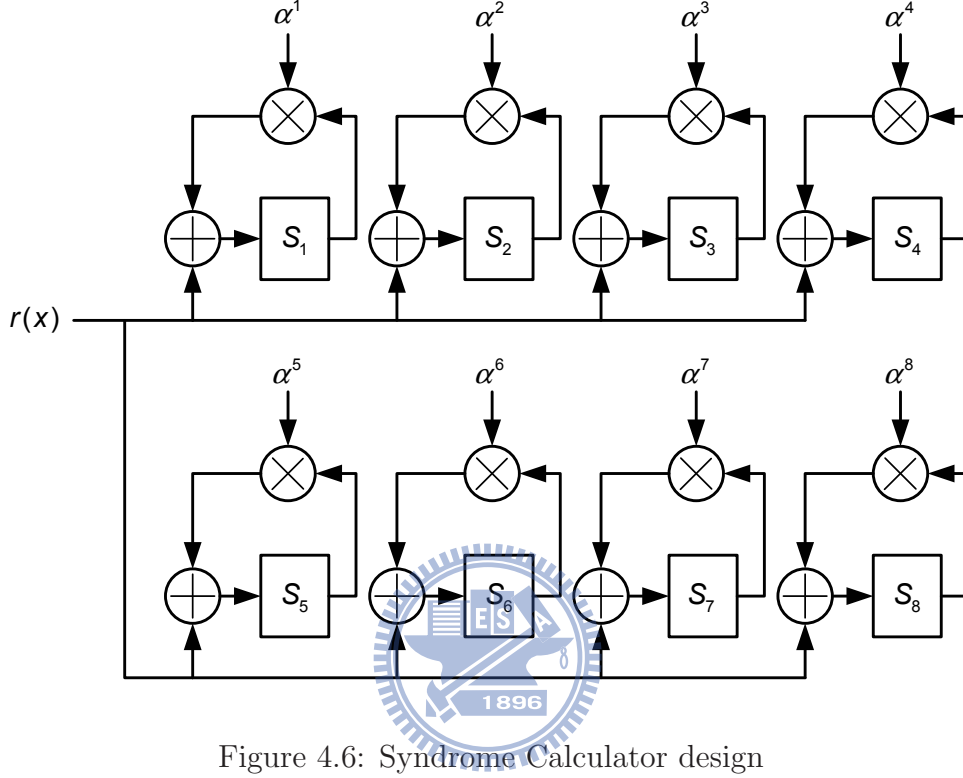 α¹ α² α³ α⁴
S₁ S₂ S₃ S₄
r(x)
α⁵ α⁶ α⁷ α⁸
S₅ S₆ S₇ S₈
E S A
1896
Figure 4.6: Syndrome Calculator design